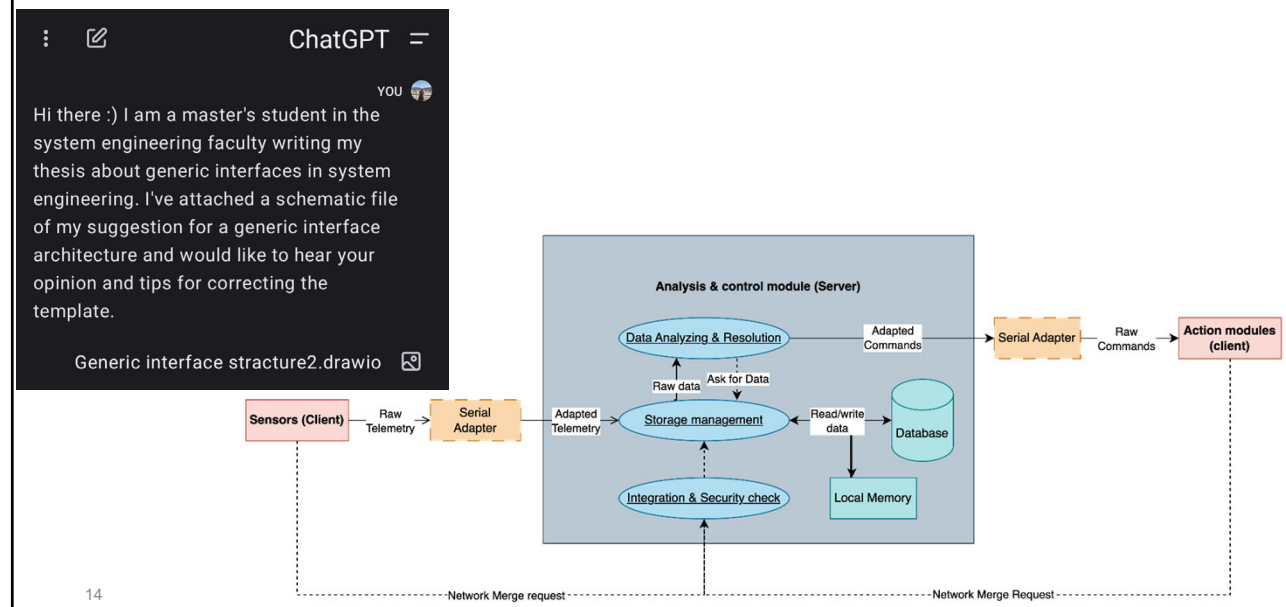 ChatGPT
YOU
Hi there :) I am a master's student in the
system engineering faculty writing my
thesis about generic interfaces in system
engineering. I've attached a schematic file
of my suggestion for a generic interface
architecture and would like to hear your
opinion and tips for correcting the
template.
Generic interface stracture2.drawio
Analysis & control module (Server)
Data Analyzing & Resolution
Adapted
Commands
Serial Adapter
Raw
Commands
Action modules
(client)
Raw data
Ask for Data
Sensors (Client)
Raw
Telemetry
Serial
Adapter
Adapted
Telemetry
Storage management
Read/write
data
Database
Integration & Security check
Local Memory
Network Merge request
Network Merge Request
14